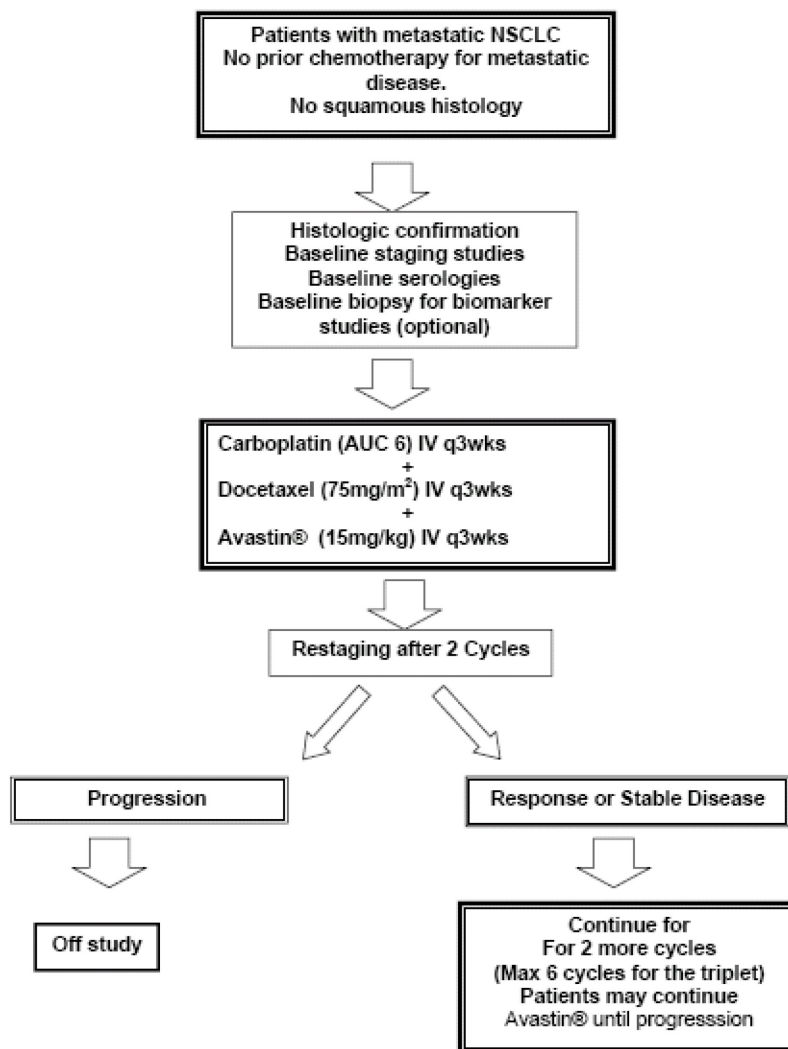 Patients with metastatic NSCLC
No prior chemotherapy for metastatic
disease.
No squamous histology
Histologic confirmation
Baseline staging studies
Baseline serologies
Baseline biopsy for biomarker
studies (optional)
Carboplatin (AUC 6) IV q3wks
+
Docetaxel (75mg/m²) IV q3wks
+
Avastin® (15mg/kg) IV q3wks
Restaging after 2 Cycles
Progression
Response or Stable Disease
Off study
Continue for
For 2 more cycles
(Max 6 cycles for the triplet)
Patients may continue
Avastin® until progresssion